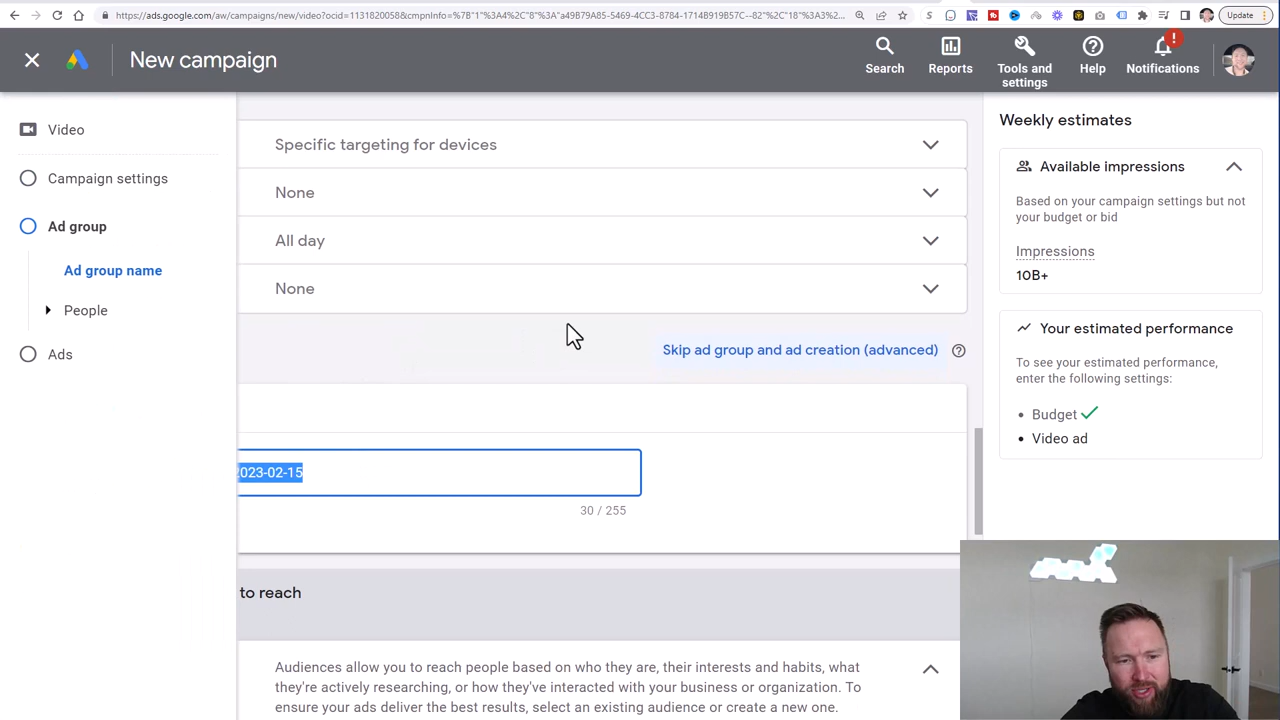 https://ads.google.com/aw/campaigns/new/video?ocid=1131820058&cmpnInfo=%7B"1"%3A4%2C"8"%3A"a49B79A85-5469-4CC3-8784-1714B919B57C--82"%2C"18"%3A3%2...
Update
New campaign
Search
Reports
Tools and settings
Help
Notifications
!
Video
Campaign settings
Ad group
Ad group name
People
Ads
Specific targeting for devices
None
All day
None
Skip ad group and ad creation (advanced)
2023-02-15
30 / 255
to reach
Audiences allow you to reach people based on who they are, their interests and habits, what
they're actively researching, or how they've interacted with your business or organization. To
ensure your ads deliver the best results, select an existing audience or create a new one.
Weekly estimates
Available impressions
Based on your campaign settings but not
your budget or bid
Impressions
10B+
Your estimated performance
To see your estimated performance,
enter the following settings:
• Budget
• Video ad